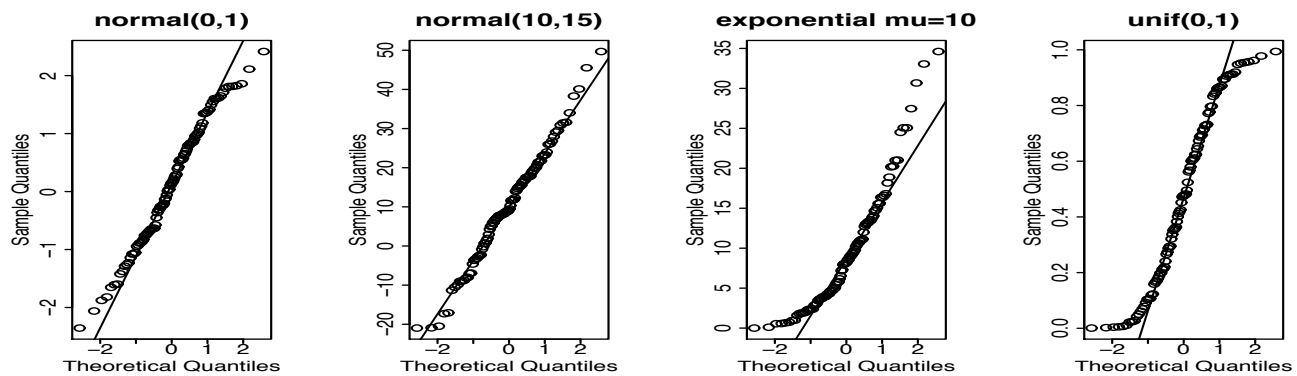 normal(0,1)
Sample Quantiles
2
1
0
−1
−2
−2 0 1 2
Theoretical Quantiles
normal(10,15)
Sample Quantiles
50
40
30
20
10
0
−10
−20
−2 0 1 2
Theoretical Quantiles
exponential mu=10
Sample Quantiles
35
30
25
20
15
10
5
0
−2 0 1 2
Theoretical Quantiles
unif(0,1)
Sample Quantiles
1.0
0.8
0.6
0.4
0.2
0.0
−2 0 1 2
Theoretical Quantiles